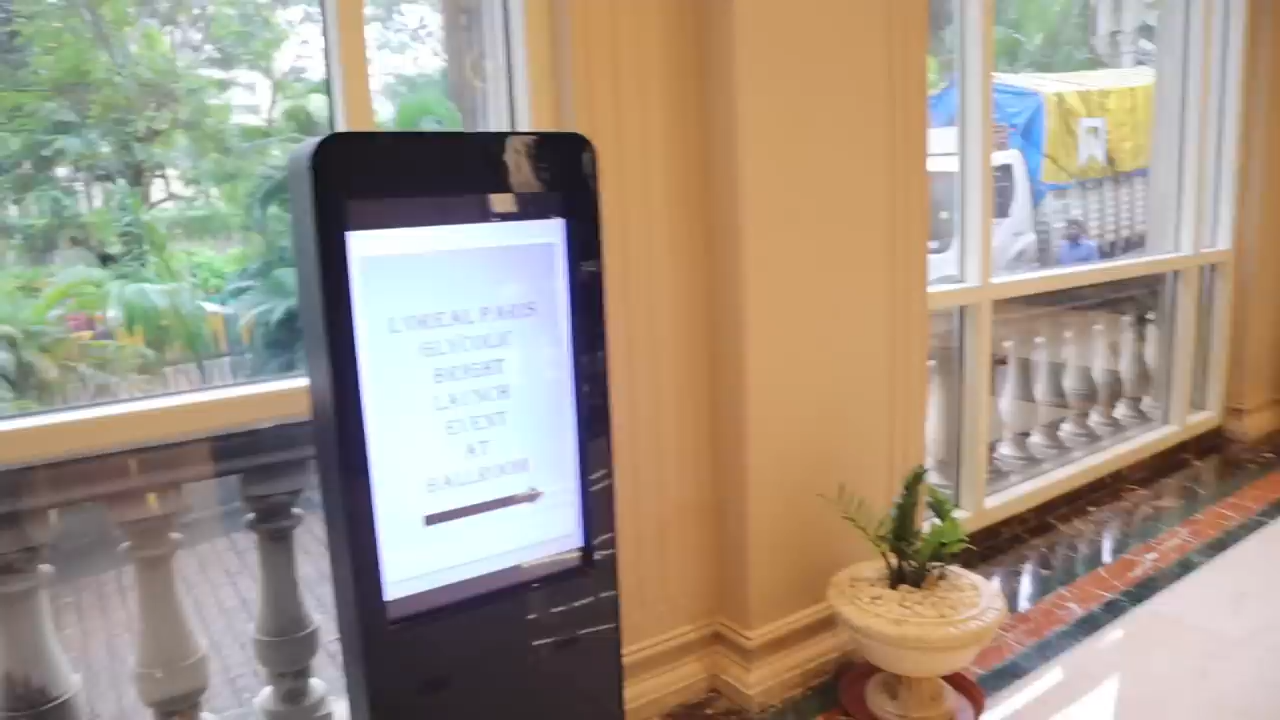 L'OREAL PARIS
GLYCOLIC
BRIGHT
LAUNCH
EVENT
AT
BALLROOM